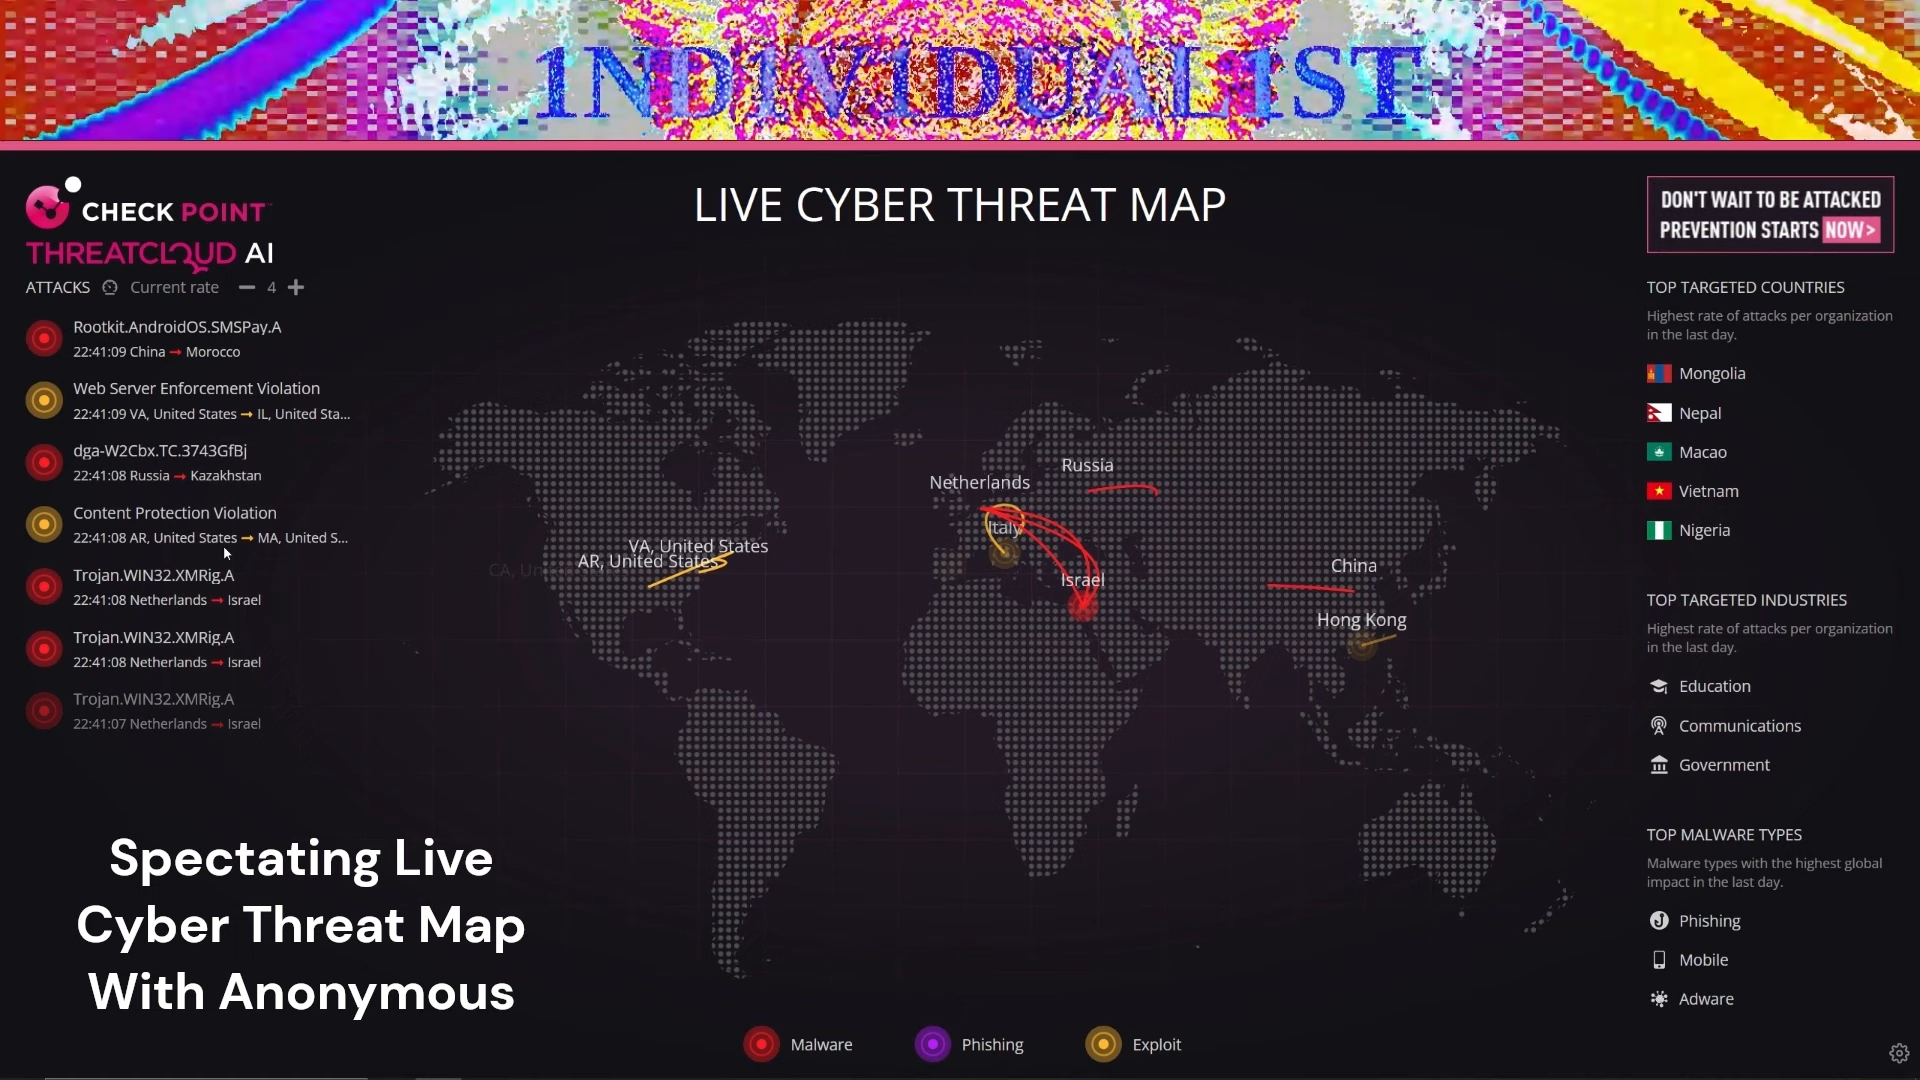 1ND1V1DUAL1ST
CHECK POINT™
THREATCLOUD AI
ATTACKS Current rate 4
Rootkit.AndroidOS.SMSPay.A
22:41:09 China → Morocco
Web Server Enforcement Violation
22:41:09 VA, United States → IL, United Sta...
dga-W2Cbx.TC.3743GfBj
22:41:08 Russia → Kazakhstan
Content Protection Violation
22:41:08 AR, United States → MA, United S...
Trojan.WIN32.XMRig.A
22:41:08 Netherlands → Israel
Trojan.WIN32.XMRig.A
22:41:08 Netherlands → Israel
Trojan.WIN32.XMRig.A
22:41:07 Netherlands → Israel
Spectating Live
Cyber Threat Map
With Anonymous
LIVE CYBER THREAT MAP
Russia
Netherlands
Italy
VA, United States
AR, United States
Israel
China
Hong Kong
Malware
Phishing
Exploit
DON'T WAIT TO BE ATTACKED
PREVENTION STARTS NOW >
TOP TARGETED COUNTRIES
Highest rate of attacks per organization
in the last day.
Mongolia
Nepal
Macao
Vietnam
Nigeria
TOP TARGETED INDUSTRIES
Highest rate of attacks per organization
in the last day.
Education
Communications
Government
TOP MALWARE TYPES
Malware types with the highest global
impact in the last day.
Phishing
Mobile
Adware